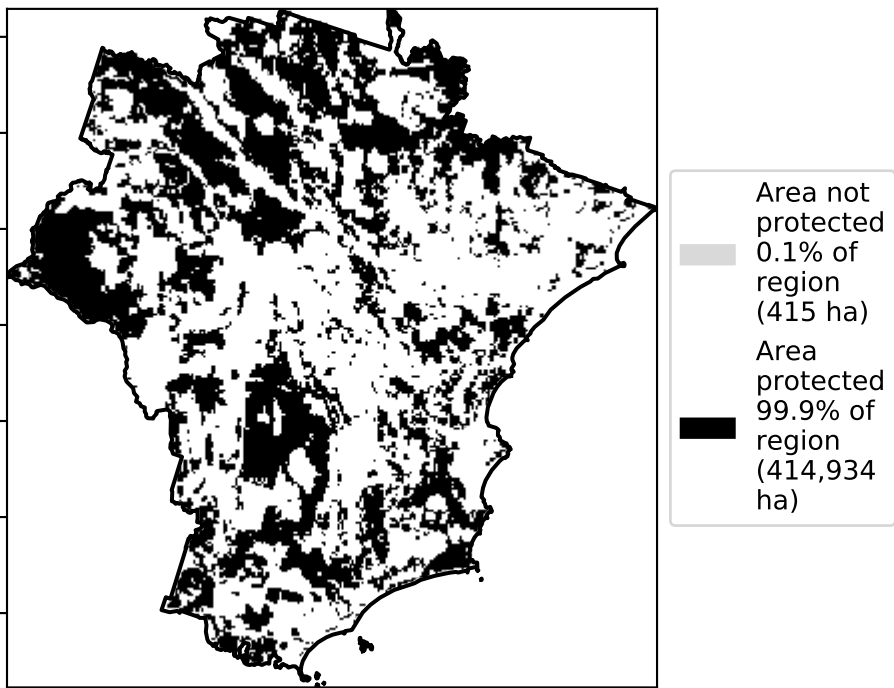 Area not
protected
0.1% of
region
(415 ha)
Area
protected
99.9% of
region
(414,934
ha)